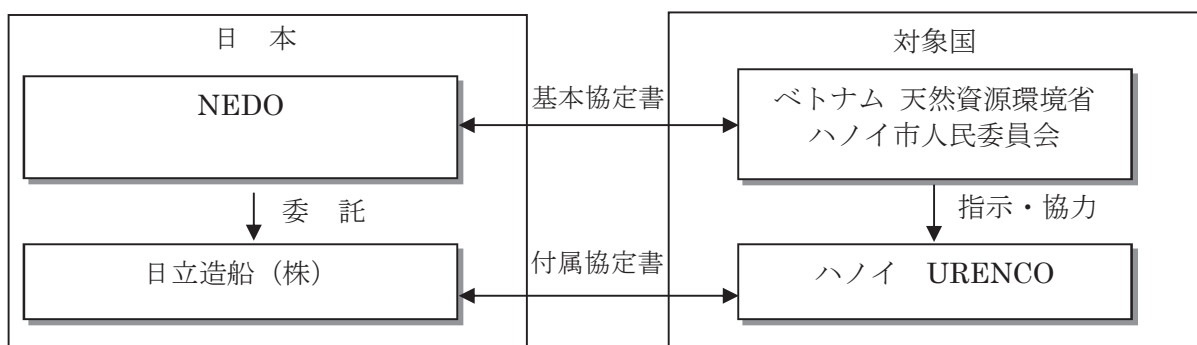 日　本
対象国
NEDO
基本協定書
ベトナム 天然資源環境省
ハノイ市人民委員会
委　託
指示・協力
日立造船（株）
付属協定書
ハノイ　URENCO